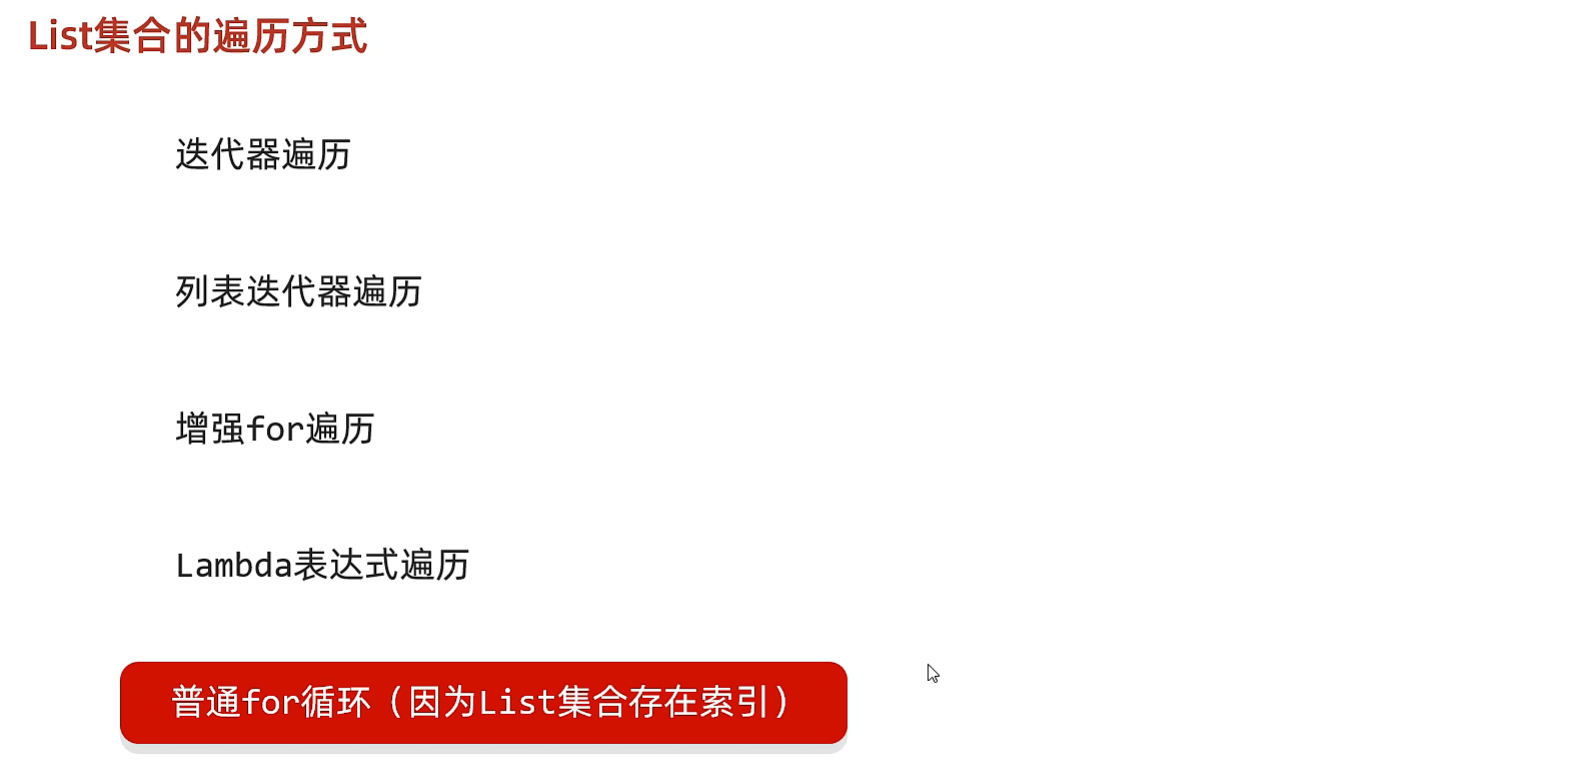 List集合的遍历方式
迭代器遍历
列表迭代器遍历
增强for遍历
Lambda表达式遍历
普通for循环（因为List集合存在索引）